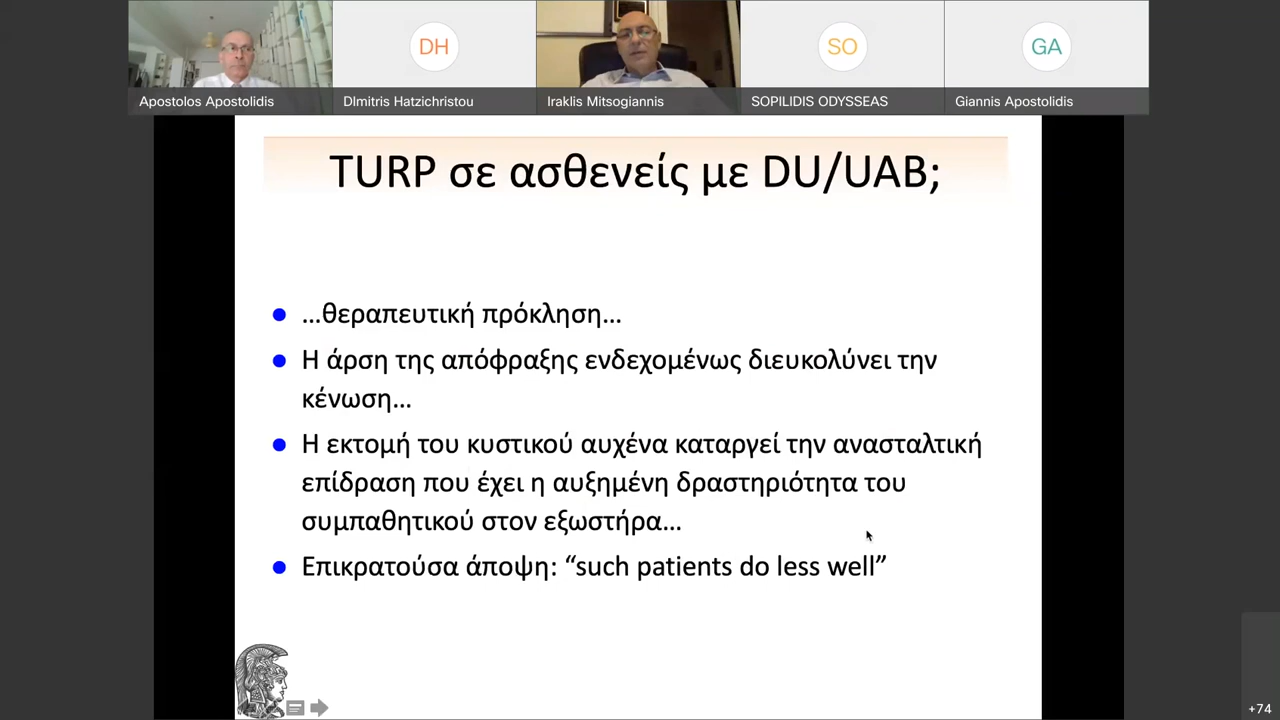 DH
SO
GA
Apostolos Apostolidis
DImitris Hatzichristou
Iraklis Mitsogiannis
SOPILIDIS ODYSSEAS
Giannis Apostolidis
TURP σε ασθενείς με DU/UAB;
...θεραπευτική πρόκληση...
Η άρση της απόφραξης ενδεχομένως διευκολύνει την
κένωση...
Η εκτομή του κυστικού αυχένα καταργεί την ανασταλτική
επίδραση που έχει η αυξημένη δραστηριότητα του
συμπαθητικού στον εξωστήρα...
Επικρατούσα άποψη: “such patients do less well”
+74